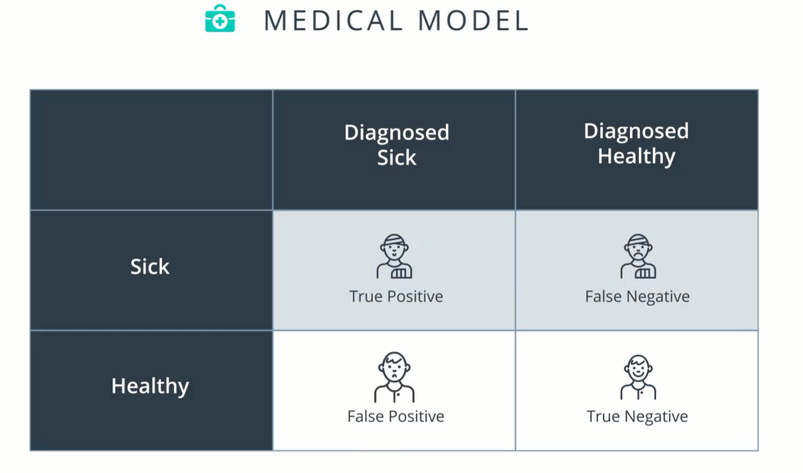 MEDICAL MODEL
Diagnosed
Sick
Diagnosed
Healthy
Sick
True Positive
False Negative
Healthy
False Positive
True Negative